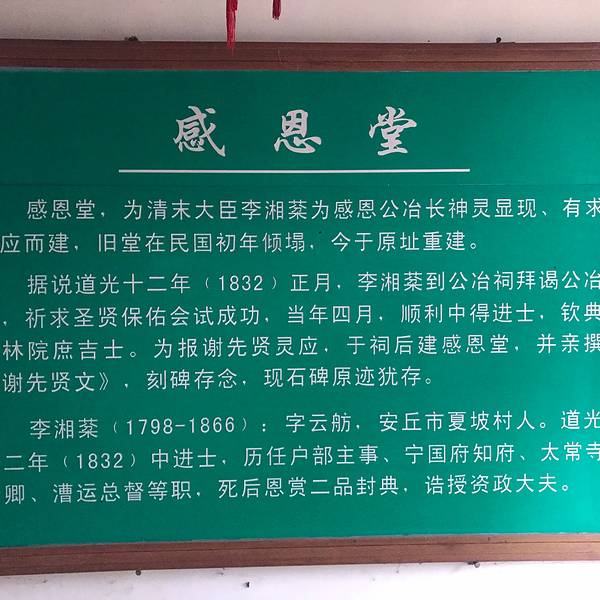 感恩堂
感恩堂，为清末大臣李湘棻为感恩公冶长神灵显现、有求
应而建，旧堂在民国初年倾塌，今于原址重建。
据说道光十二年（1832）正月，李湘棻到公冶祠拜谒公冶
，祈求圣贤保佑会试成功，当年四月，顺利中得进士，钦典
林院庶吉士。为报谢先贤灵应，于祠后建感恩堂，并亲撰
谢先贤文》，刻碑存念，现石碑原迹犹存。
李湘棻（1798-1866）：字云舫，安丘市夏坡村人。道光
二年（1832）中进士，历任户部主事、宁国府知府、太常寺
卿、漕运总督等职，死后恩赏二品封典，诰授资政大夫。